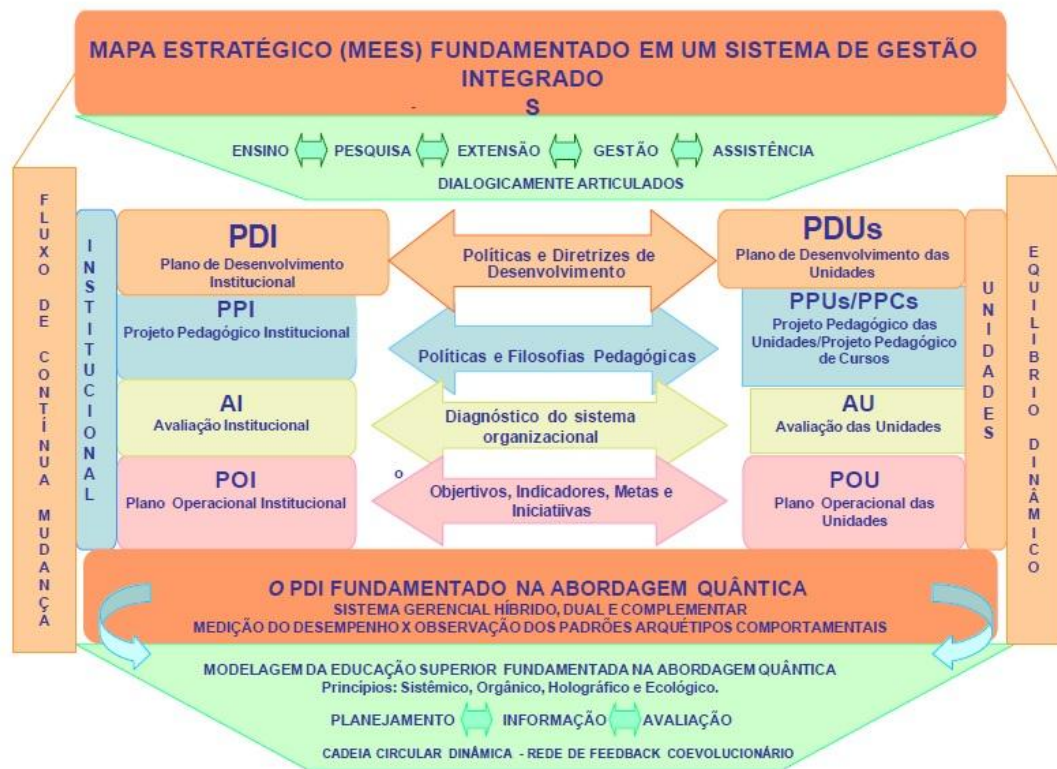 MAPA ESTRATÉGICO (MEES) FUNDAMENTADO EM UM SISTEMA DE GESTÃO
INTEGRADO
S
ENSINO PESQUISA EXTENSÃO GESTÃO ASSISTÊNCIA
DIALOGICAMENTE ARTICULADOS
FLUXO DE CONTÍNUA MUDANÇA
INSTITUCIONAL
PDI
Plano de Desenvolvimento
Institucional
Políticas e Diretrizes de
Desenvolvimento
PDUs
Plano de Desenvolvimento das
Unidades
PPI
Projeto Pedagógico Institucional
Políticas e Filosofias Pedagógicas
PPUs/PPCs
Projeto Pedagógico das
Unidades/Projeto Pedagógico
de Cursos
AI
Avaliação Institucional
Diagnóstico do sistema
organizacional
AU
Avaliação das Unidades
POI
Plano Operacional Institucional
o
Objertivos, Indicadores, Metas e
Iniciatiivas
POU
Plano Operacional das
Unidades
UNIDADES
EQUILIBRIO DINÂMICO
O PDI FUNDAMENTADO NA ABORDAGEM QUÂNTICA
SISTEMA GERENCIAL HÍBRIDO, DUAL E COMPLEMENTAR
MEDIÇÃO DO DESEMPENHO X OBSERVAÇÃO DOS PADRÕES ARQUÉTIPOS COMPORTAMENTAIS
MODELAGEM DA EDUCAÇÃO SUPERIOR FUNDAMENTADA NA ABORDAGEM QUÂNTICA
Princípios: Sistêmico, Orgânico, Holográfico e Ecológico.
PLANEJAMENTO INFORMAÇÃO AVALIAÇÃO
CADEIA CIRCULAR DINÂMICA - REDE DE FEEDBACK COEVOLUCIONÁRIO